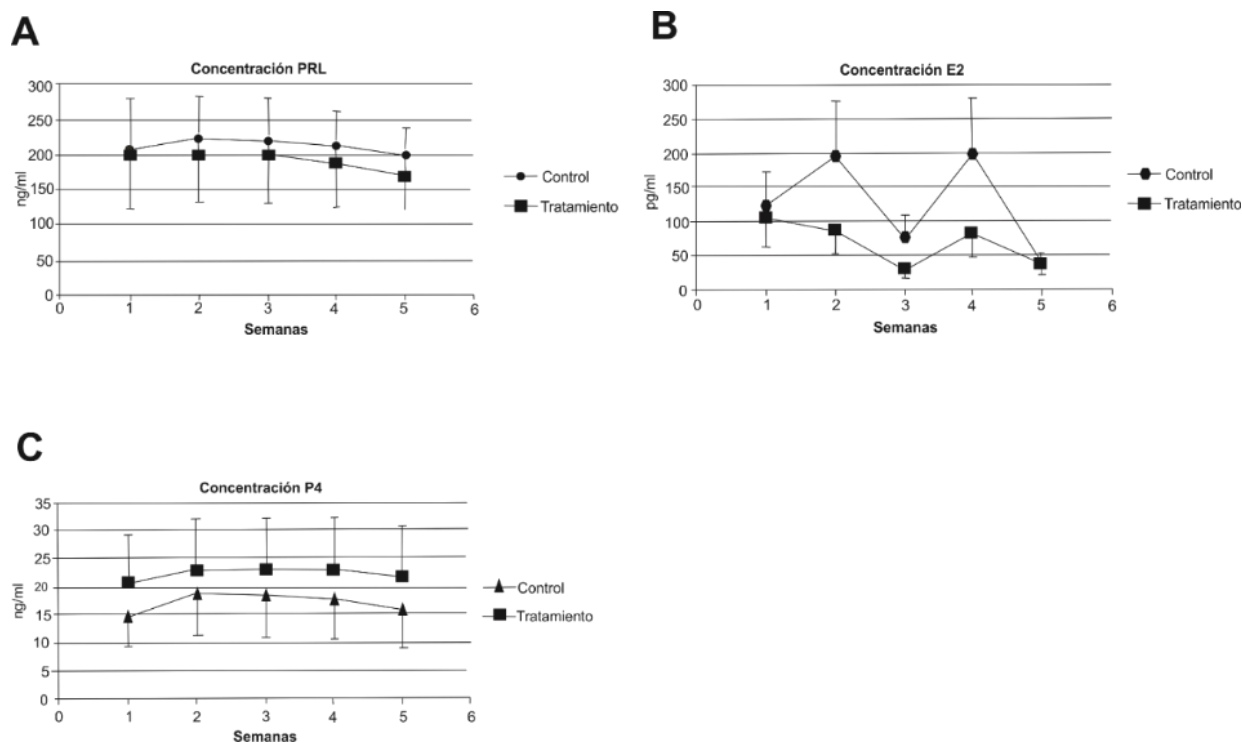 A
Concentración PRL
300
250
200
150
100
50
0
ng/ml
0 1 2 3 4 5 6
Semanas
Control
Tratamiento
B
Concentración E2
300
250
200
150
100
50
0
pg/ml
0 1 2 3 4 5 6
Semanas
Control
Tratamiento
C
Concentración P4
35
30
25
20
15
10
5
0
ng/ml
0 1 2 3 4 5 6
Semanas
Control
Tratamiento